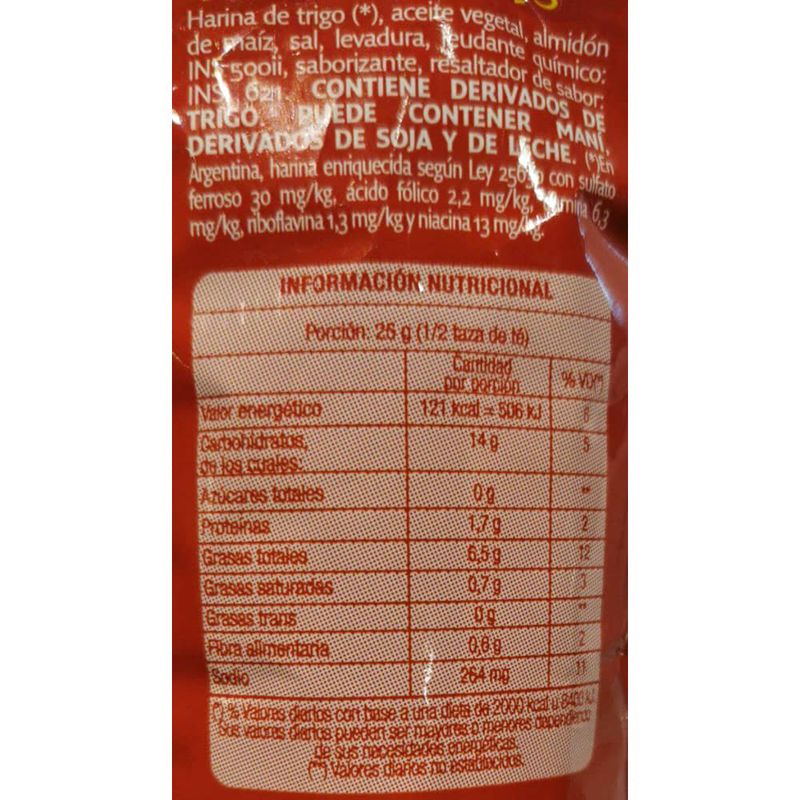 Harina de trigo (*), aceite vegetal, almidón
de maíz, sal, levadura, leudante químico:
INS 500ii, saborizante, resaltador de sabor:
INS 621. CONTIENE DERIVADOS DE
TRIGO. PUEDE CONTENER MANÍ,
DERIVADOS DE SOJA Y DE LECHE. (*)En
Argentina, harina enriquecida según Ley con sulfato
ferroso 30 mg/kg, ácido fólico 2,2 mg/kg, tiamina 6,3
mg/kg, riboflavina 1,3 mg/kg y niacina 13 mg/kg.
INFORMACIÓN NUTRICIONAL
Porción: 25 g (1/2 taza de té)
Cantidad por porción % VD(*)
Valor energético 121 kcal = 506 kJ 6
Carbohidratos, de los cuales: 14 g 5
Azúcares totales 0 g **
Proteínas 1,7 g 2
Grasas totales 6,5 g 12
Grasas saturadas 0,7 g 3
Grasas trans 0 g **
Fibra alimentaria 0,6 g 2
Sodio 264 mg 11
(*) % Valores diarios con base a una dieta de 2000 kcal u 8400 kJ.
Sus valores diarios pueden ser mayores o menores dependiendo
de sus necesidades energéticas.
(**) Valores diarios no establecidos.